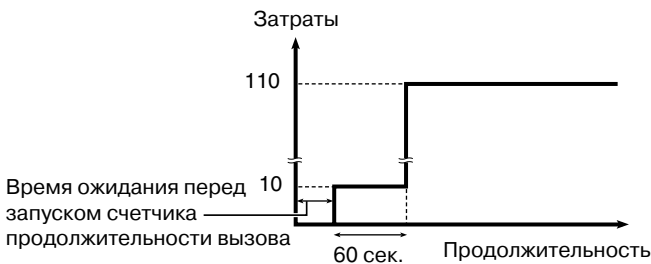 Затраты
110
10
Время ожидания перед
запуском счетчика
продолжительности вызова
60 сек.
Продолжительность